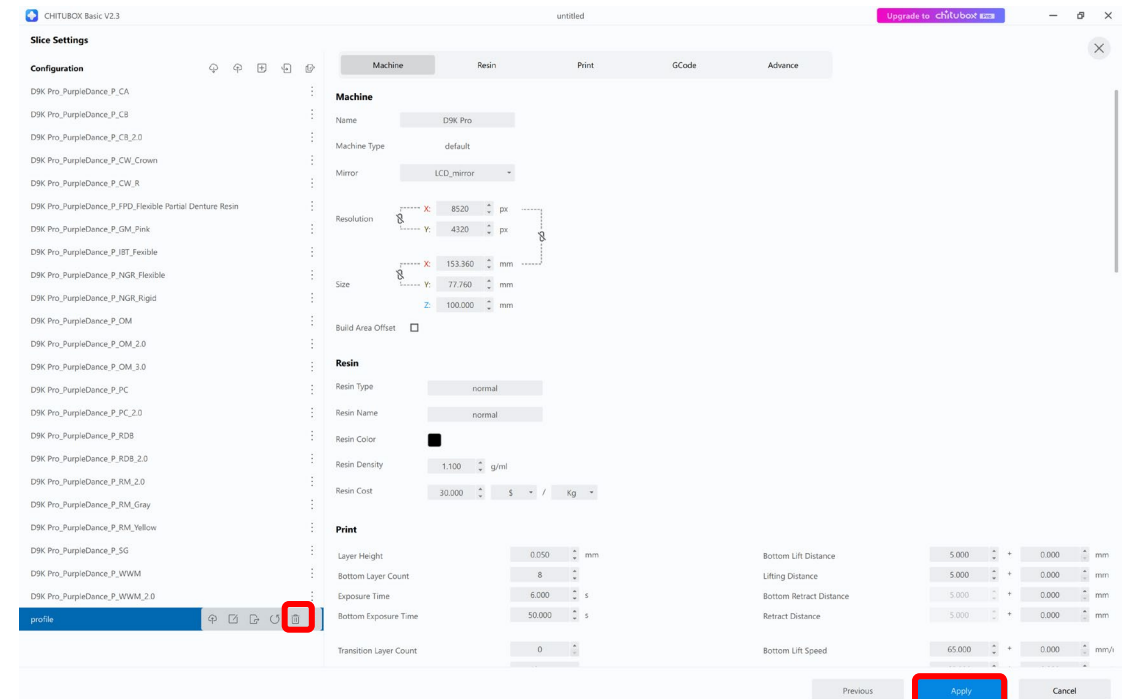 CHITUBOX Basic V2.3
untitled
Upgrade to chitubox Pro
Slice Settings
Configuration
D9K Pro_PurpleDance_P_CA
D9K Pro_PurpleDance_P_CB
D9K Pro_PurpleDance_P_CB_2.0
D9K Pro_PurpleDance_P_CW_Crown
D9K Pro_PurpleDance_P_CW_R
D9K Pro_PurpleDance_P_FPD_Flexible Partial Denture Resin
D9K Pro_PurpleDance_P_GM_Pink
D9K Pro_PurpleDance_P_IBT_Fexible
D9K Pro_PurpleDance_P_NGR_Flexible
D9K Pro_PurpleDance_P_NGR_Rigid
D9K Pro_PurpleDance_P_OM
D9K Pro_PurpleDance_P_OM_2.0
D9K Pro_PurpleDance_P_OM_3.0
D9K Pro_PurpleDance_P_PC
D9K Pro_PurpleDance_P_PC_2.0
D9K Pro_PurpleDance_P_RDB
D9K Pro_PurpleDance_P_RDB_2.0
D9K Pro_PurpleDance_P_RM_2.0
D9K Pro_PurpleDance_P_RM_Gray
D9K Pro_PurpleDance_P_RM_Yellow
D9K Pro_PurpleDance_P_SG
D9K Pro_PurpleDance_P_WWM
D9K Pro_PurpleDance_P_WWM_2.0
profile
Machine Resin Print GCode Advance
Machine
Name D9K Pro
Machine Type default
Mirror LCD_mirror
Resolution
X: 8520 px
Y: 4320 px
Size
X: 153.360 mm
Y: 77.760 mm
Z: 100.000 mm
Build Area Offset
Resin
Resin Type normal
Resin Name normal
Resin Color
Resin Density 1.100 g/ml
Resin Cost 30.000 $ / Kg
Print
Layer Height 0.050 mm Bottom Lift Distance 5.000 + 0.000 mm
Bottom Layer Count 8 Lifting Distance 5.000 + 0.000 mm
Exposure Time 6.000 s Bottom Retract Distance 5.000 + 0.000 mm
Bottom Exposure Time 50.000 s Retract Distance 5.000 + 0.000 mm
Transition Layer Count 0 Bottom Lift Speed 65.000 + 0.000 mm/
Previous Apply Cancel